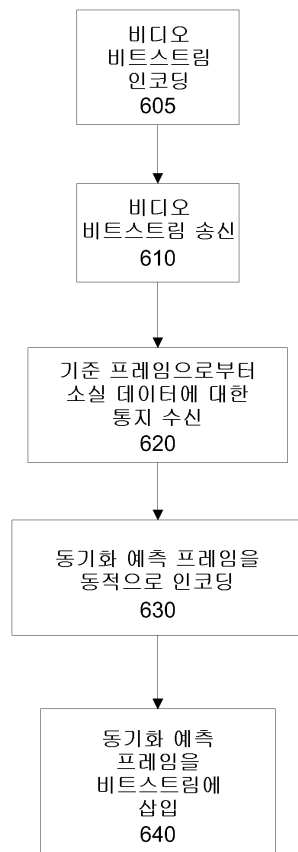 비디오
비트스트림
인코딩
605
비디오
비트스트림 송신
610
기준 프레임으로부터
소실 데이터에 대한
통지 수신
620
동기화 예측 프레임을
동적으로 인코딩
630
동기화 예측
프레임을
비트스트림에
삽입
640